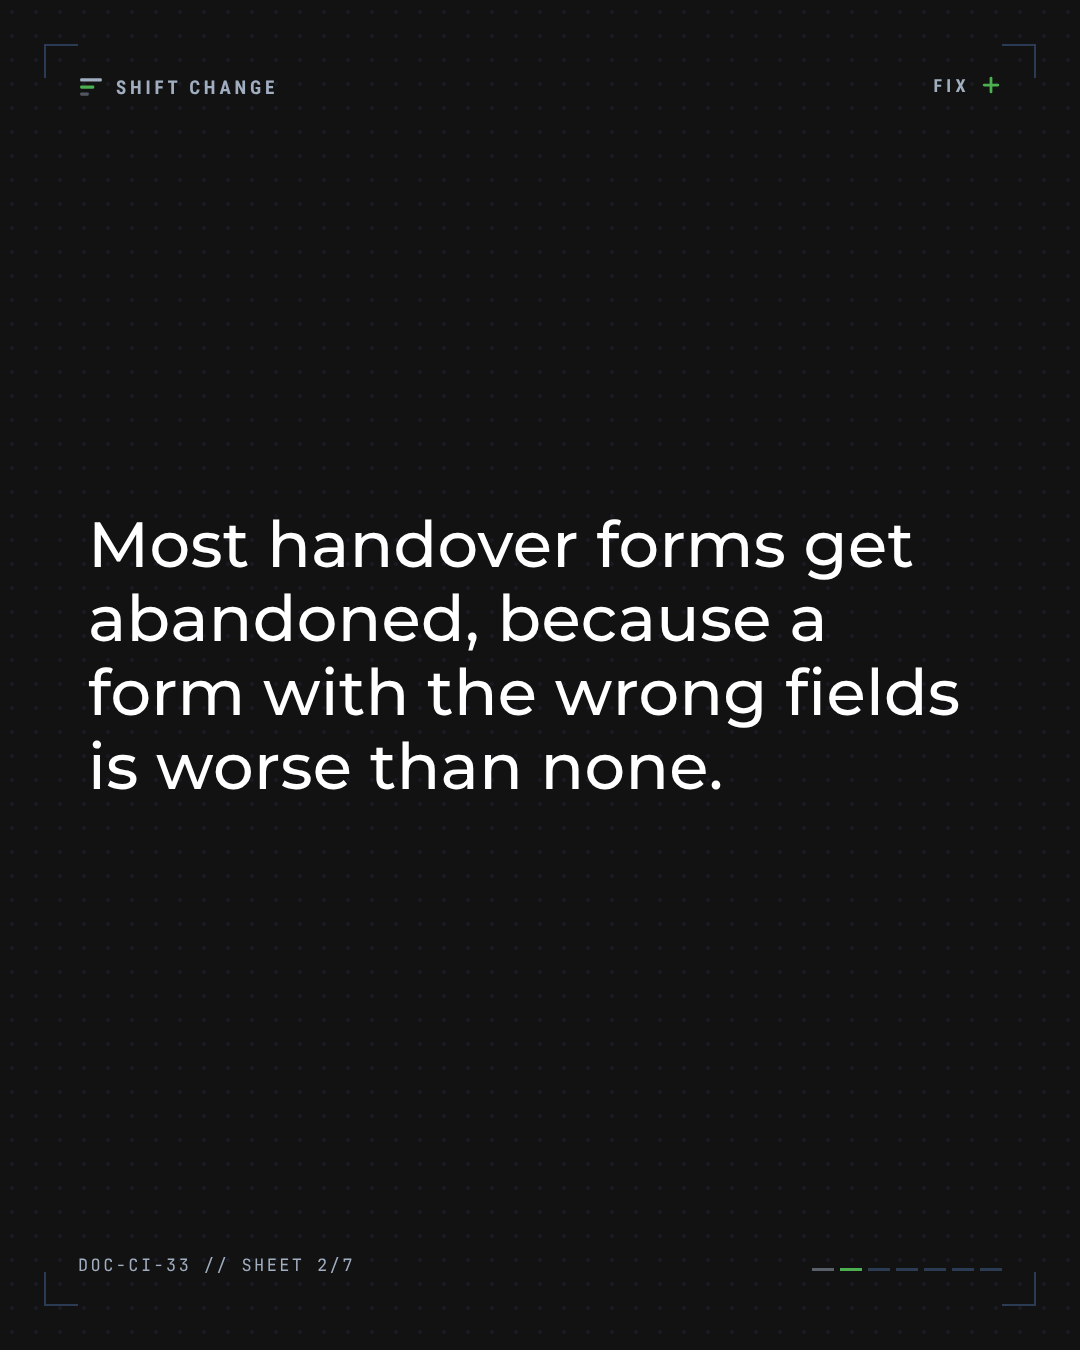 SHIFT CHANGE
FIX +
Most handover forms get
abandoned, because a
form with the wrong fields
is worse than none.
DOC-CI-33 // SHEET 2/7